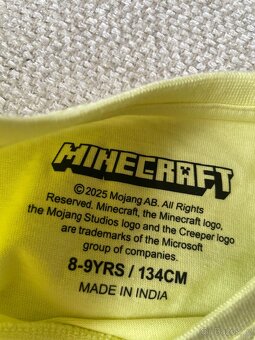 MINECRAFT
©2025 Mojang AB. All Rights
Reserved. Minecraft, the Minecraft logo,
the Mojang Studios logo and the Creeper logo
are trademarks of the Microsoft
group of companies.
8-9YRS / 134CM
MADE IN INDIA